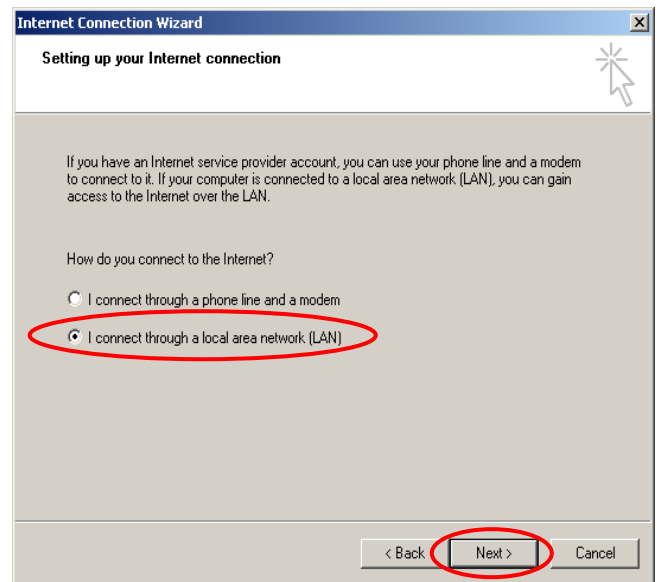 Internet Connection Wizard
Setting up your Internet connection
If you have an Internet service provider account, you can use your phone line and a modem
to connect to it. If your computer is connected to a local area network (LAN), you can gain
access to the Internet over the LAN.
How do you connect to the Internet?
I connect through a phone line and a modem
I connect through a local area network (LAN)
< Back Next > Cancel